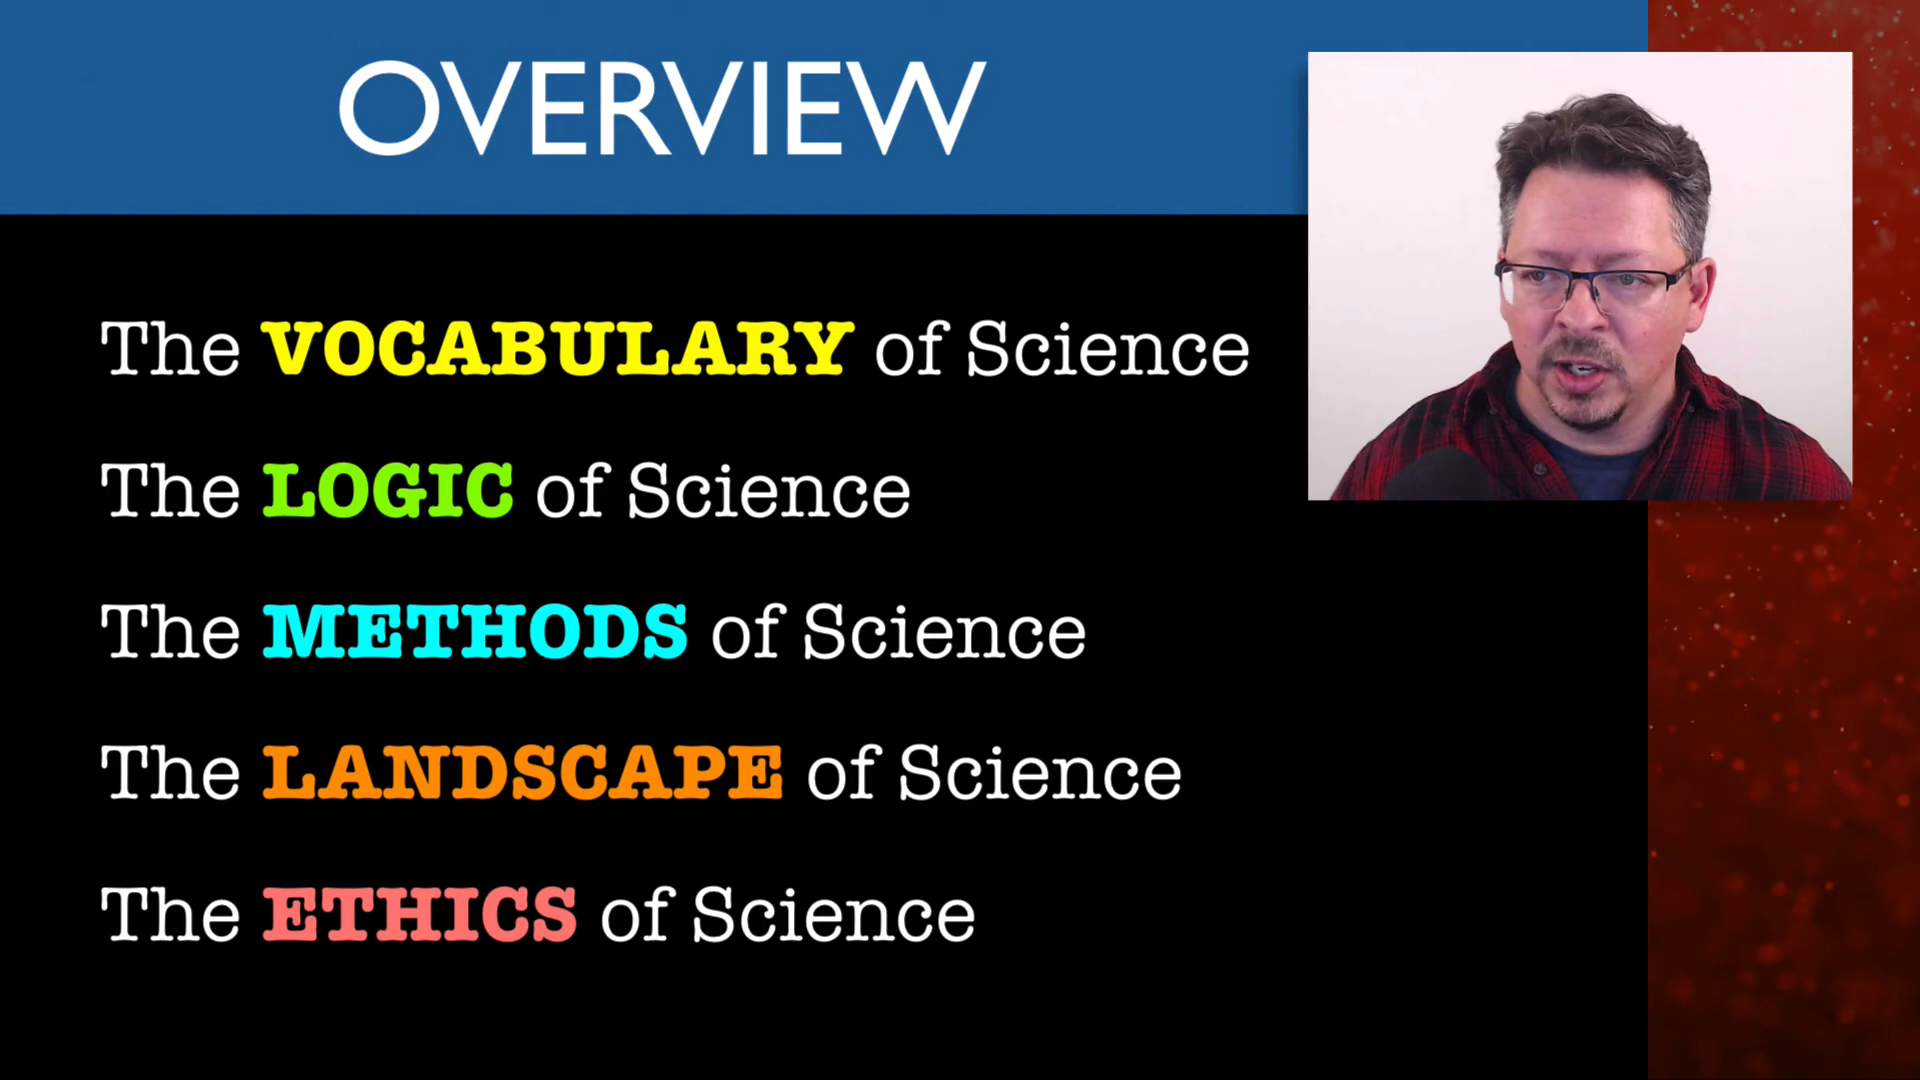 OVERVIEW
The VOCABULARY of Science
The LOGIC of Science
The METHODS of Science
The LANDSCAPE of Science
The ETHICS of Science